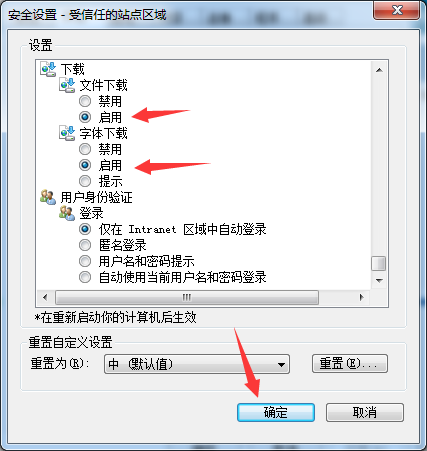 安全设置 - 受信任的站点区域
设置
下载
文件下载
禁用
启用
字体下载
禁用
启用
提示
用户身份验证
登录
仅在 Intranet 区域中自动登录
匿名登录
用户名和密码提示
自动使用当前用户名和密码登录
*在重新启动你的计算机后生效
重置自定义设置
重置为(R):
中 (默认值)
重置(E)...
确定
取消